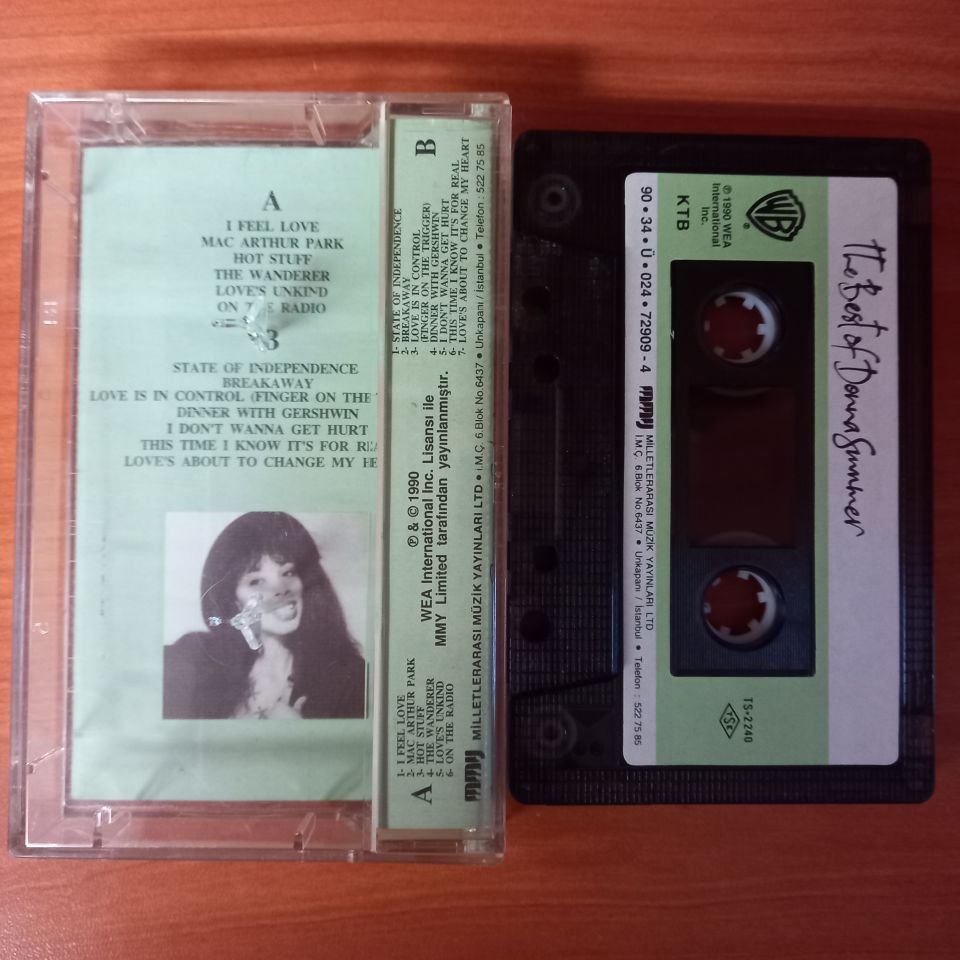 A
I FEEL LOVE
MAC ARTHUR PARK
HOT STUFF
THE WANDERER
LOVE'S UNKIND
ON THE RADIO
STATE OF INDEPENDENCE
BREAKAWAY
LOVE IS IN CONTROL (FINGER ON THE
DINNER WITH GERSHWIN
I DON'T WANNA GET HURT
THIS TIME I KNOW IT'S FOR REA
LOVE'S ABOUT TO CHANGE MY HE
A
1- I FEEL LOVE
2- MAC ARTHUR PARK
3- HOT STUFF
4- THE WANDERER
5- LOVE'S UNKIND
6- ON THE RADIO
℗ & © 1990
WEA International Inc. Lisansı ile
MMY Limited tarafından yayınlanmıştır.
B
1- STATE OF INDEPENDENCE
2- BREAKAWAY
3- LOVE IS IN CONTROL
(FINGER ON THE TRIGGER)
4- DINNER WITH GERSHWIN
5- I DON'T WANNA GET HURT
6- THIS TIME I KNOW IT'S FOR REAL
7- LOVE'S ABOUT TO CHANGE MY HEART
mmy MİLLETLERARASI MÜZİK YAYINLARI LTD • İ.M.Ç. 6.Blok No.6437 • Unkapanı / İstanbul • Telefon : 522 75 85
The Best of Donna Summer
WB
®
℗ 1990 WEA
International
Inc.
KTB
TS-2240
TSE
90 • 34 • Ü • 024 • 72909 - 4 mmy MİLLETLERARASI MÜZİK YAYINLARI LTD
İ.M.Ç. 6.Blok No.6437 • Unkapanı / İstanbul • Telefon : 522 75 85